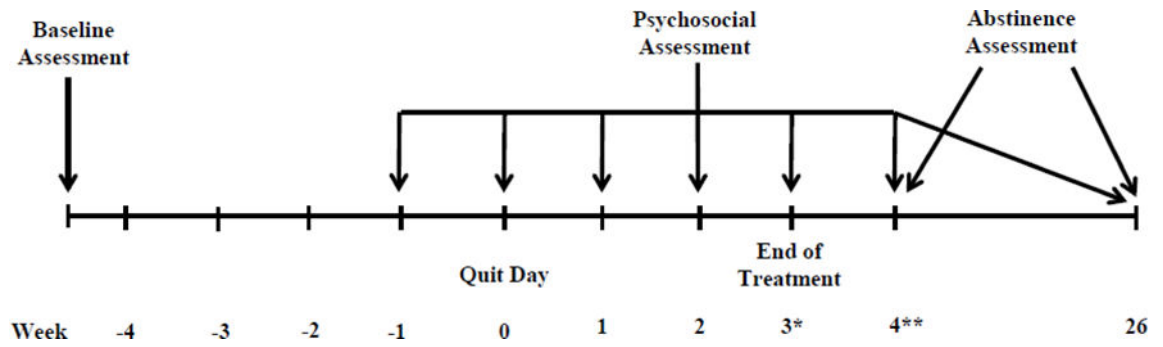 Baseline
Assessment
Psychosocial
Assessment
Abstinence
Assessment
Quit Day
End of
Treatment
Week -4 -3 -2 -1 0 1 2 3* 4** 26